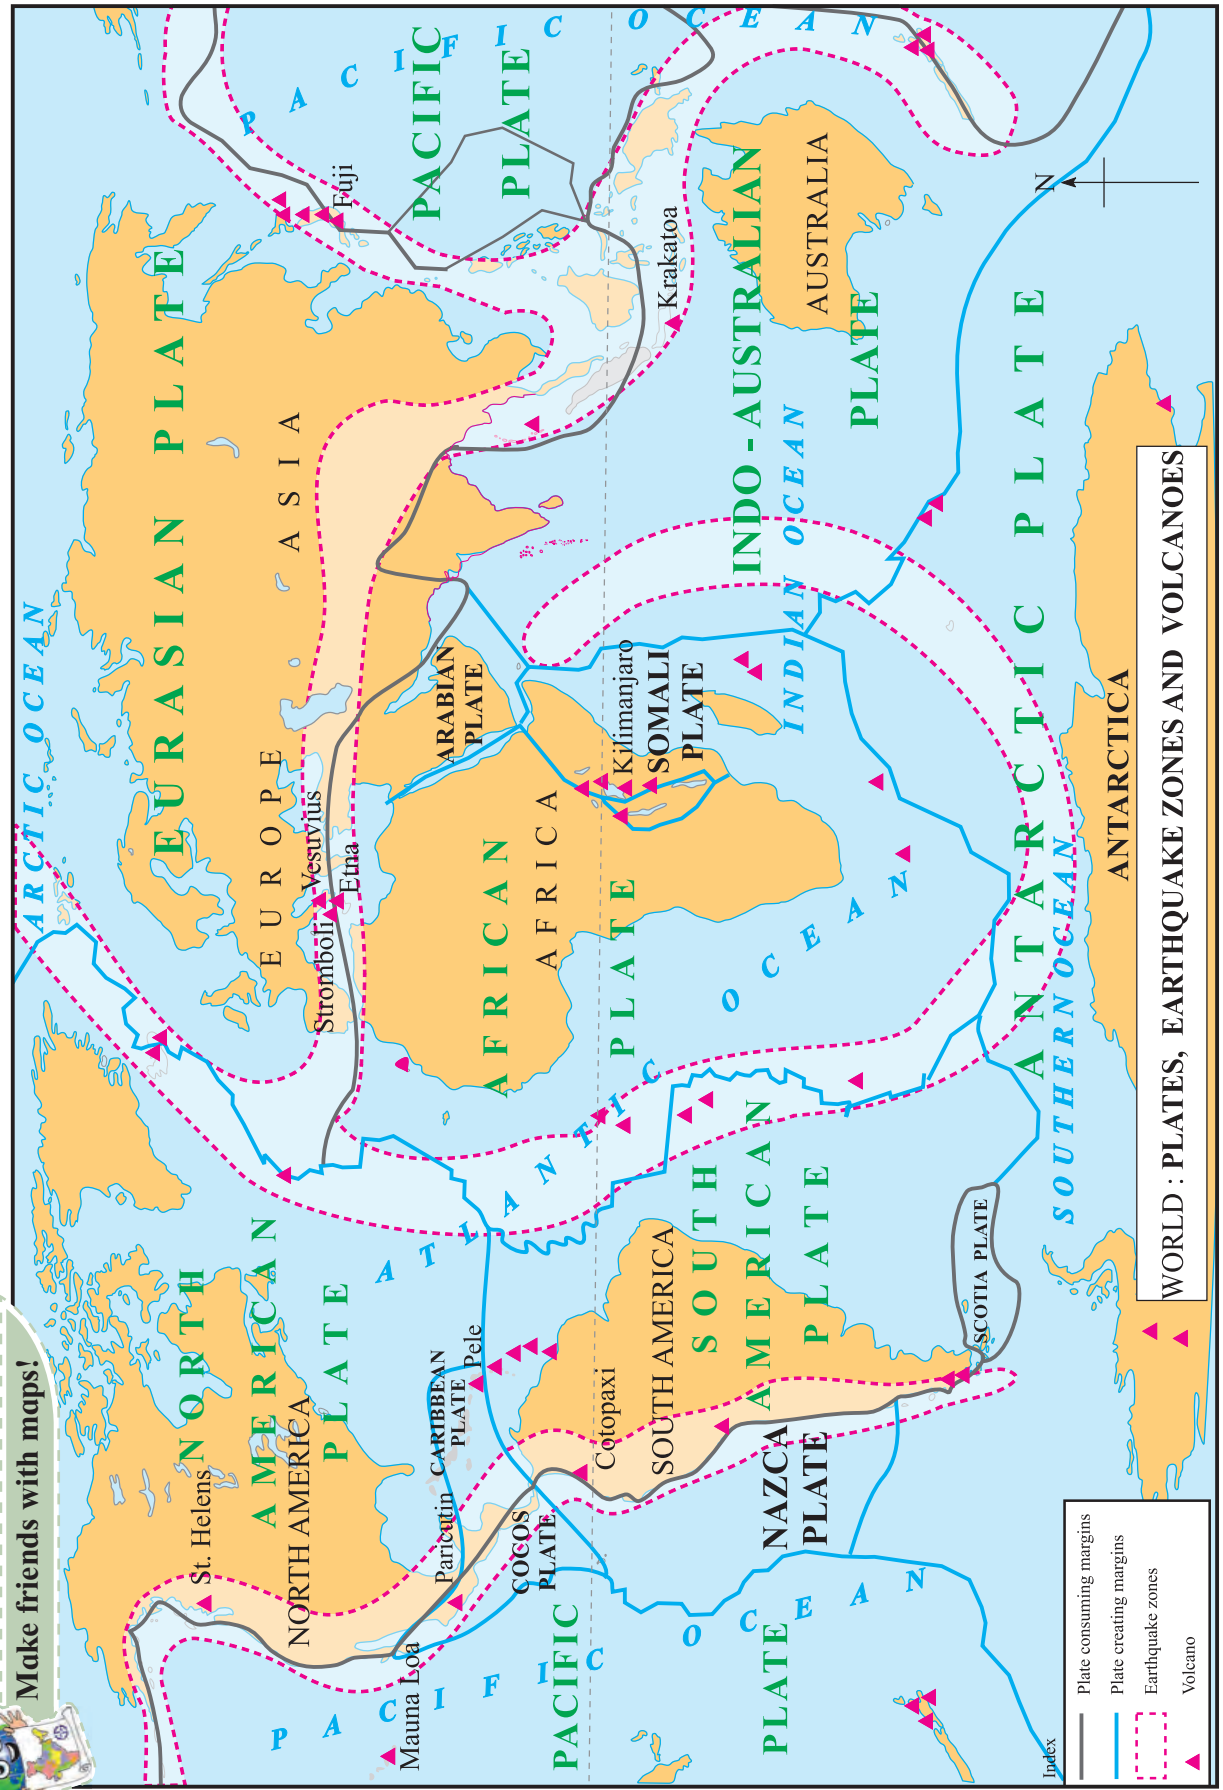 Make friends with maps!
ARCTIC OCEAN
EURASIAN PLATE
EUROPE
ASIA
NORTH
AMERICAN
PLATE
NORTH AMERICA
St. Helens
Stromboli
Vesuvius
Etna
Fuji
PACIFIC OCEAN
PACIFIC
PLATE
Mauna Loa
Paricutin
CARIBBEAN
PLATE
Pele
COCOS
PLATE
ATLANTIC OCEAN
AFRICAN
PLATE
AFRICA
ARABIAN
PLATE
Kilimanjaro
SOMALI
PLATE
Krakatoa
INDO-AUSTRALIAN
PLATE
AUSTRALIA
INDIAN OCEAN
PACIFIC OCEAN
PACIFIC
PLATE
Cotopaxi
SOUTH AMERICA
SOUTH
AMERICAN
PLATE
NAZCA
PLATE
SCOTIA PLATE
ANTARCTIC PLATE
SOUTHERN OCEAN
ANTARCTICA
N
WORLD : PLATES, EARTHQUAKE ZONES AND VOLCANOES
Index
Plate consuming margins
Plate creating margins
Earthquake zones
Volcano